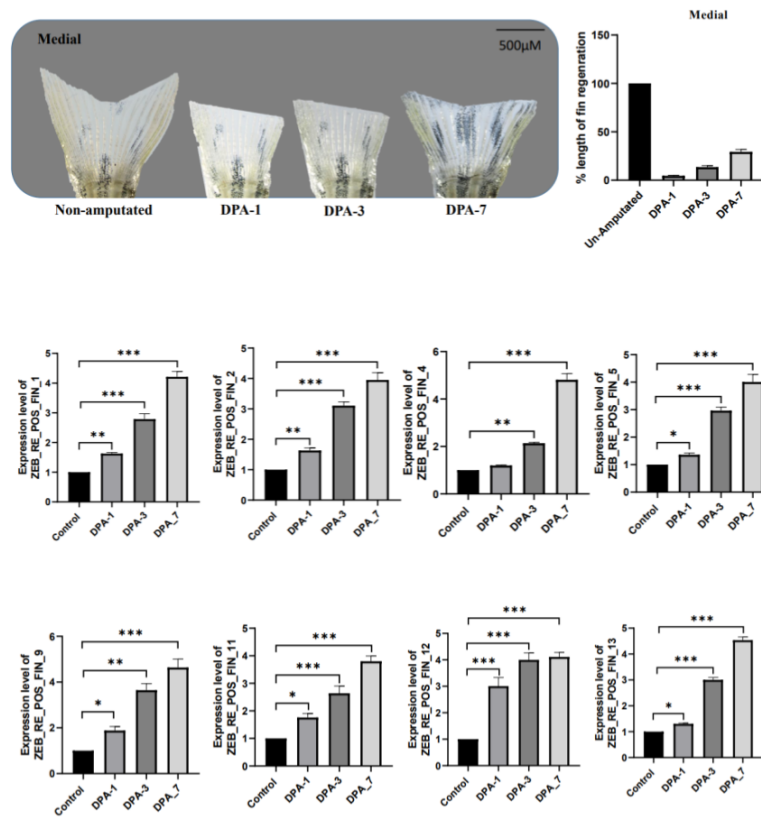 Medial
500μM
Non-amputated
DPA-1
DPA-3
DPA-7
Medial
% length of fin regenration
150
100
50
0
Un-Amputated
DPA-1
DPA-3
DPA-7
Expression level of
ZEB_RE_POS_FIN_1
5
4
3
2
1
0
***
***
**
Control
DPA-1
DPA-3
DPA_7
Expression level of
ZEB_RE_POS_FIN_2
5
4
3
2
1
0
***
***
**
Control
DPA-1
DPA-3
DPA_7
Expression level of
ZEB_RE_POS_FIN_4
6
4
2
0
***
**
Control
DPA-1
DPA-3
DPA_7
Expression level of
ZEB_RE_POS_FIN_5
5
4
3
2
1
0
***
***
*
Control
DPA-1
DPA-3
DPA_7
Expression level of
ZEB_RE_POS_FIN_9
6
4
2
0
***
**
*
Control
DPA-1
DPA-3
DPA_7
Expression level of
ZEB_RE_POS_FIN_11
5
4
3
2
1
0
***
***
*
Control
DPA-1
DPA-3
DPA_7
Expression level of
ZEB_RE_POS_FIN_12
5
4
3
2
1
0
***
***
***
Control
DPA-1
DPA-3
DPA_7
Expression level of
ZEB_RE_POS_FIN_13
5
4
3
2
1
0
***
***
*
Control
DPA-1
DPA-3
DPA_7